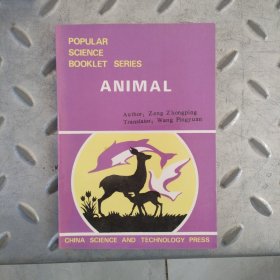 POPULAR
SCIENCE
BOOKLET SERIES
ANIMAL
Author: Zang Zhongping
Translator: Wang Pingyuan
CHINA SCIENCE AND TECHNOLOGY PRESS